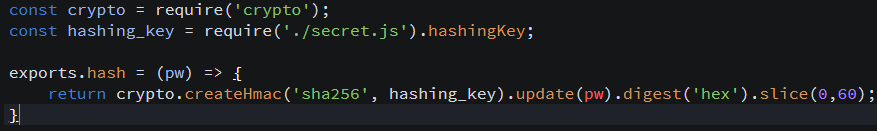 const crypto = require('crypto');
const hashing_key = require('./secret.js').hashingKey;
exports.hash = (pw) => {
    return crypto.createHmac('sha256', hashing_key).update(pw).digest('hex').slice(0,60);
}